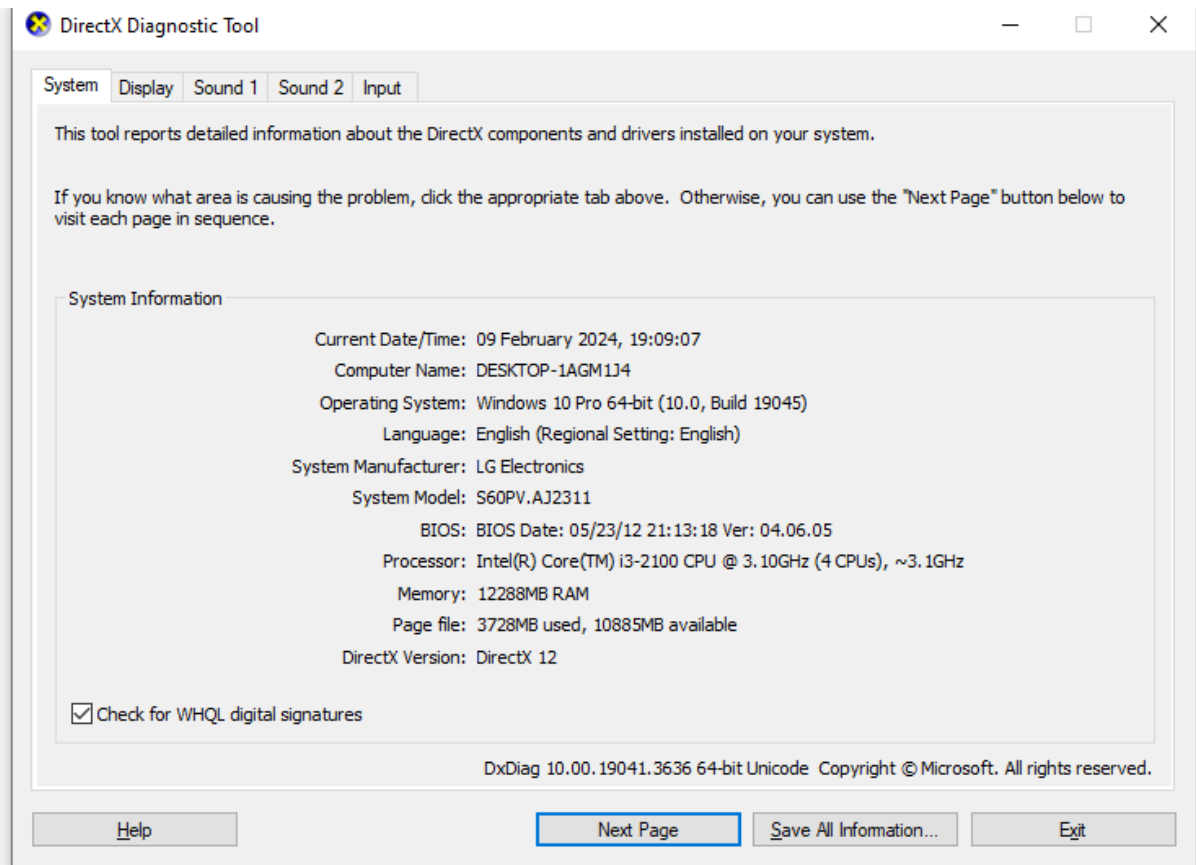 DirectX Diagnostic Tool
System Display Sound 1 Sound 2 Input
This tool reports detailed information about the DirectX components and drivers installed on your system.
If you know what area is causing the problem, click the appropriate tab above.  Otherwise, you can use the "Next Page" button below to
visit each page in sequence.
System Information
Current Date/Time: 09 February 2024, 19:09:07
Computer Name: DESKTOP-1AGM1J4
Operating System: Windows 10 Pro 64-bit (10.0, Build 19045)
Language: English (Regional Setting: English)
System Manufacturer: LG Electronics
System Model: S60PV.AJ2311
BIOS: BIOS Date: 05/23/12 21:13:18 Ver: 04.06.05
Processor: Intel(R) Core(TM) i3-2100 CPU @ 3.10GHz (4 CPUs), ~3.1GHz
Memory: 12288MB RAM
Page file: 3728MB used, 10885MB available
DirectX Version: DirectX 12
Check for WHQL digital signatures
DxDiag 10.00.19041.3636 64-bit Unicode  Copyright © Microsoft. All rights reserved.
Help Next Page Save All Information... Exit